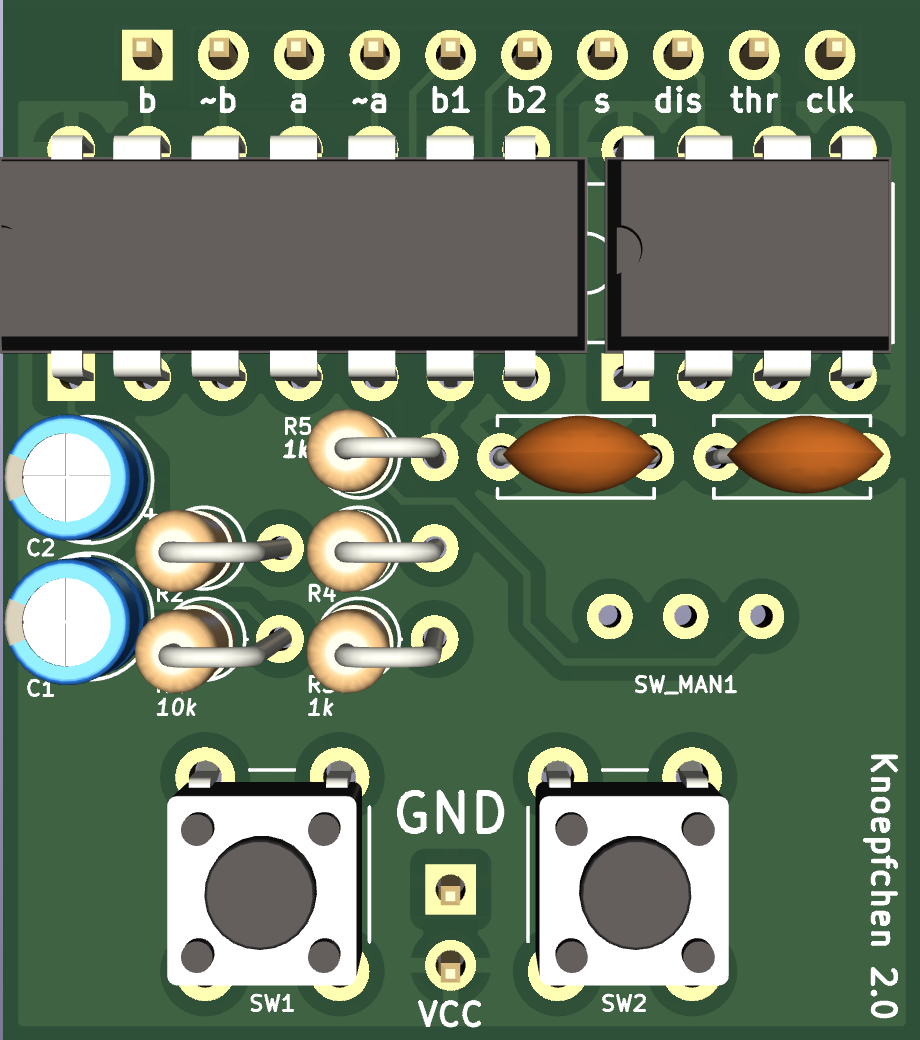 b ~b a ~a b1 b2 s dis thr clk
R5
1k
C2
R2
R4
C1
10k
R3
1k
SW_MAN1
GND
VCC
SW1
SW2
Knoepfchen 2.0